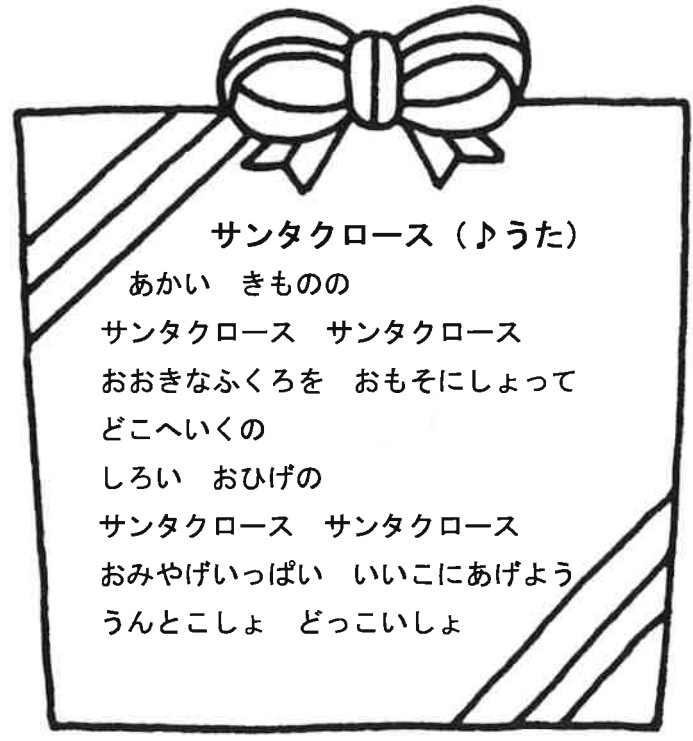 サンタクロース(♪うた)
あかい　きものの
サンタクロース　サンタクロース
おおきなふくろを　おもそにしょって
どこへいくの
しろい　おひげの
サンタクロース　サンタクロース
おみやげいっぱい　いいこにあげよう
うんとこしょ　どっこいしょ